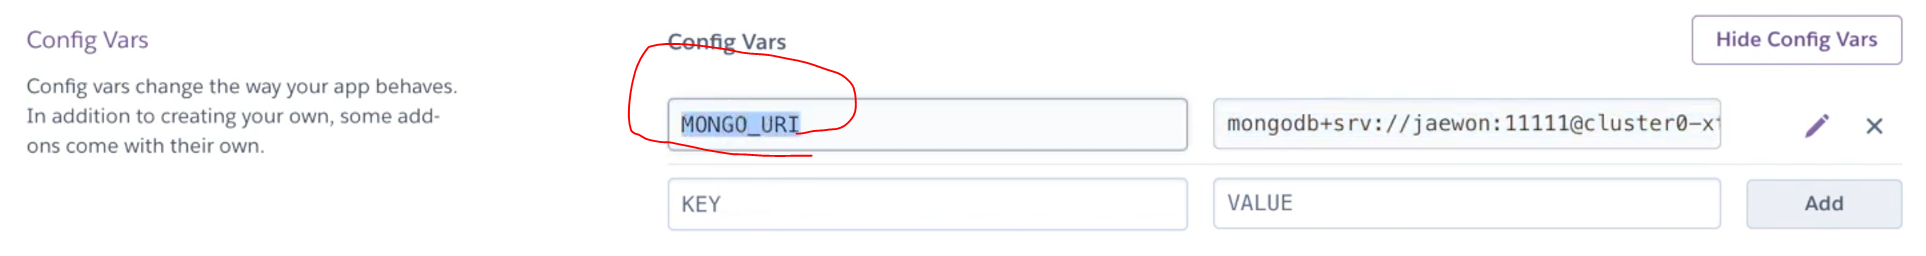 Config Vars
Config vars change the way your app behaves.
In addition to creating your own, some add-
ons come with their own.
Config Vars
Hide Config Vars
MONGO_URI
mongodb+srv://jaewon:11111@cluster0-x
KEY
VALUE
Add